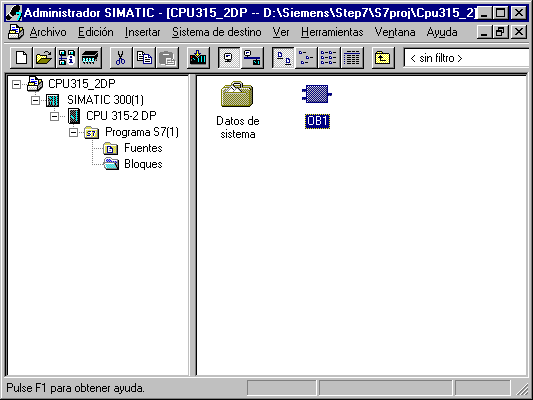 Administrador SIMATIC - [CPU315_2DP -- D:\Siemens\Step7\S7proj\Cpu315_2]
Archivo Edición Insertar Sistema de destino Ver Herramientas Ventana Ayuda
< sin filtro >
CPU315_2DP
SIMATIC 300(1)
CPU 315-2 DP
Programa S7(1)
Fuentes
Bloques
Datos de
sistema
OB1
Pulse F1 para obtener ayuda.